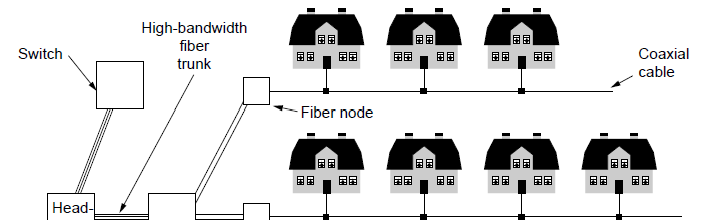 High-bandwidth
fiber
trunk
Switch
Coaxial
cable
Fiber node
Head-